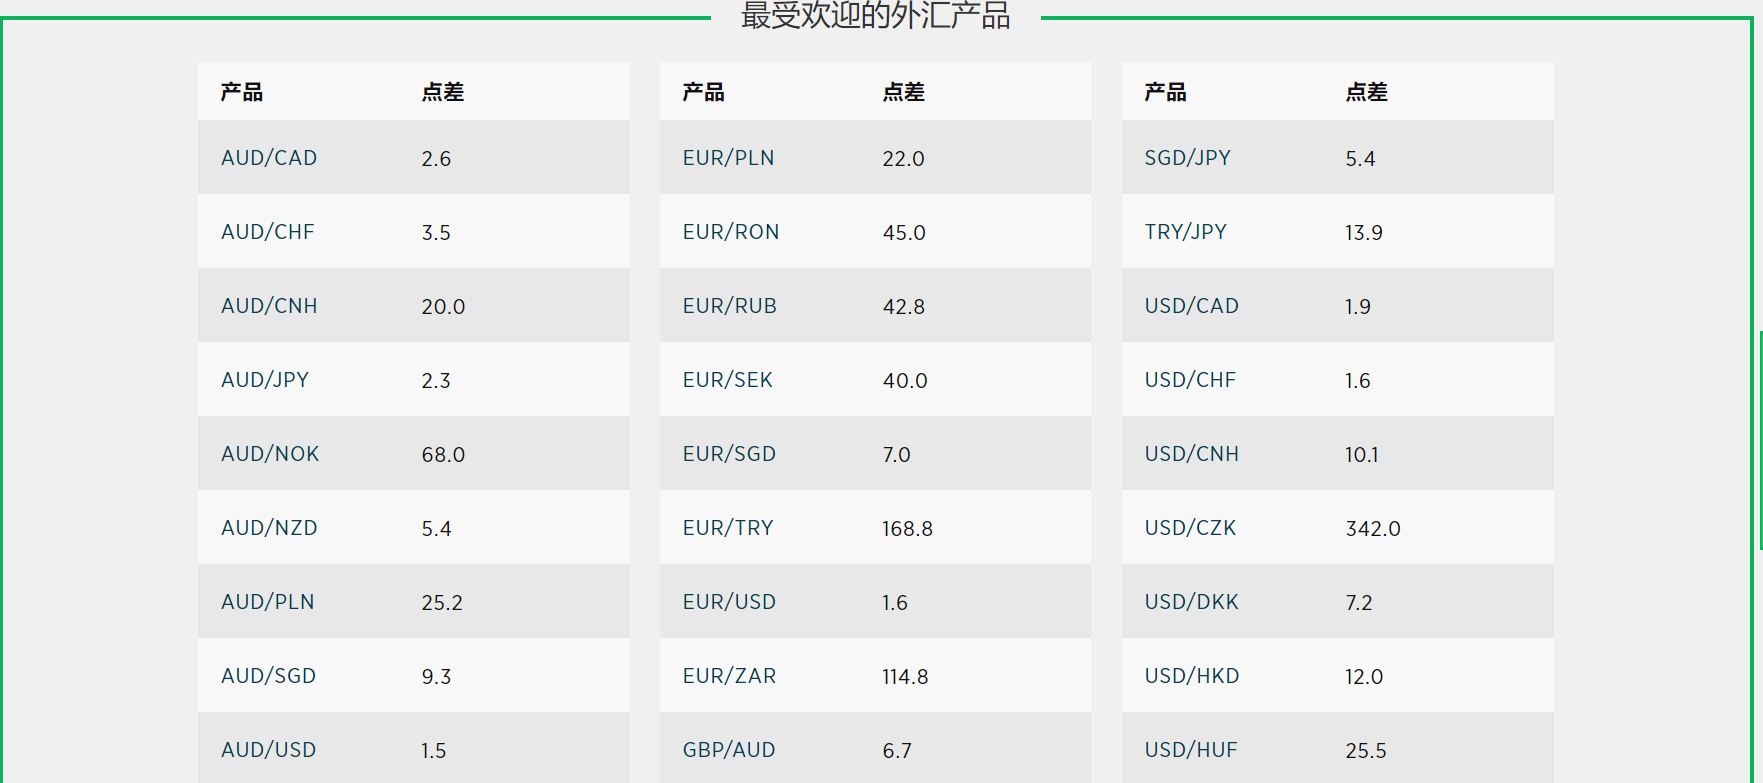 最受欢迎的外汇产品
产品 点差 产品 点差 产品 点差
AUD/CAD 2.6 EUR/PLN 22.0 SGD/JPY 5.4
AUD/CHF 3.5 EUR/RON 45.0 TRY/JPY 13.9
AUD/CNH 20.0 EUR/RUB 42.8 USD/CAD 1.9
AUD/JPY 2.3 EUR/SEK 40.0 USD/CHF 1.6
AUD/NOK 68.0 EUR/SGD 7.0 USD/CNH 10.1
AUD/NZD 5.4 EUR/TRY 168.8 USD/CZK 342.0
AUD/PLN 25.2 EUR/USD 1.6 USD/DKK 7.2
AUD/SGD 9.3 EUR/ZAR 114.8 USD/HKD 12.0
AUD/USD 1.5 GBP/AUD 6.7 USD/HUF 25.5